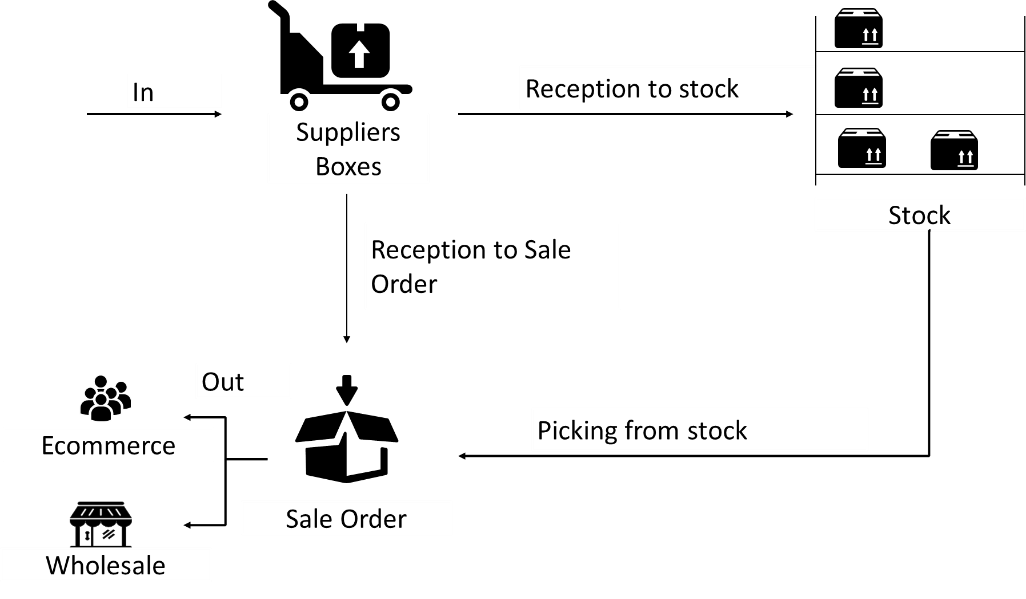 In
Suppliers
Boxes
Reception to stock
Stock
Reception to Sale
Order
Out
Ecommerce
Wholesale
Sale Order
Picking from stock